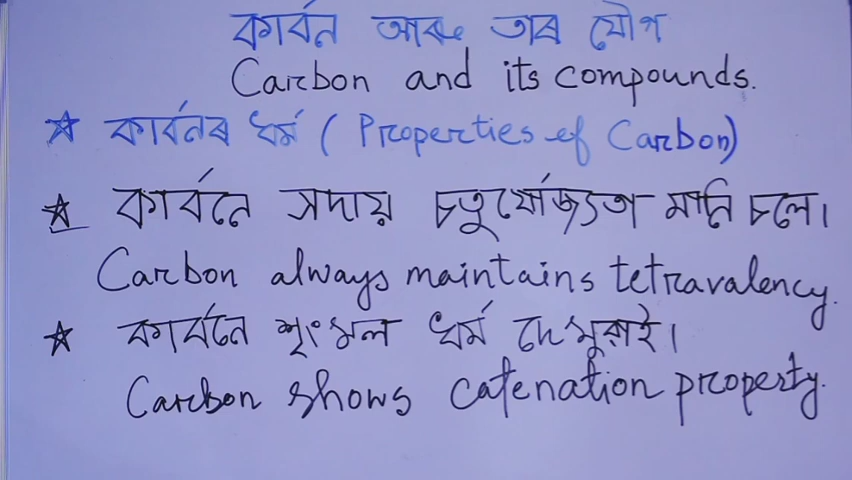 কাৰ্বন আৰু তাৰ যৌগ
Carbon and its compounds.
☆ কাৰ্বনৰ ধৰ্ম ( Properties of Carbon)
☆ কাৰ্বনে সদায় চতুৰ্যোজ্যতা মানি চলে।
Carbon always maintains tetravalency.
☆ কাৰ্বনে শৃংখল ধৰ্ম দেখুৱাই।
Carbon shows catenation property.